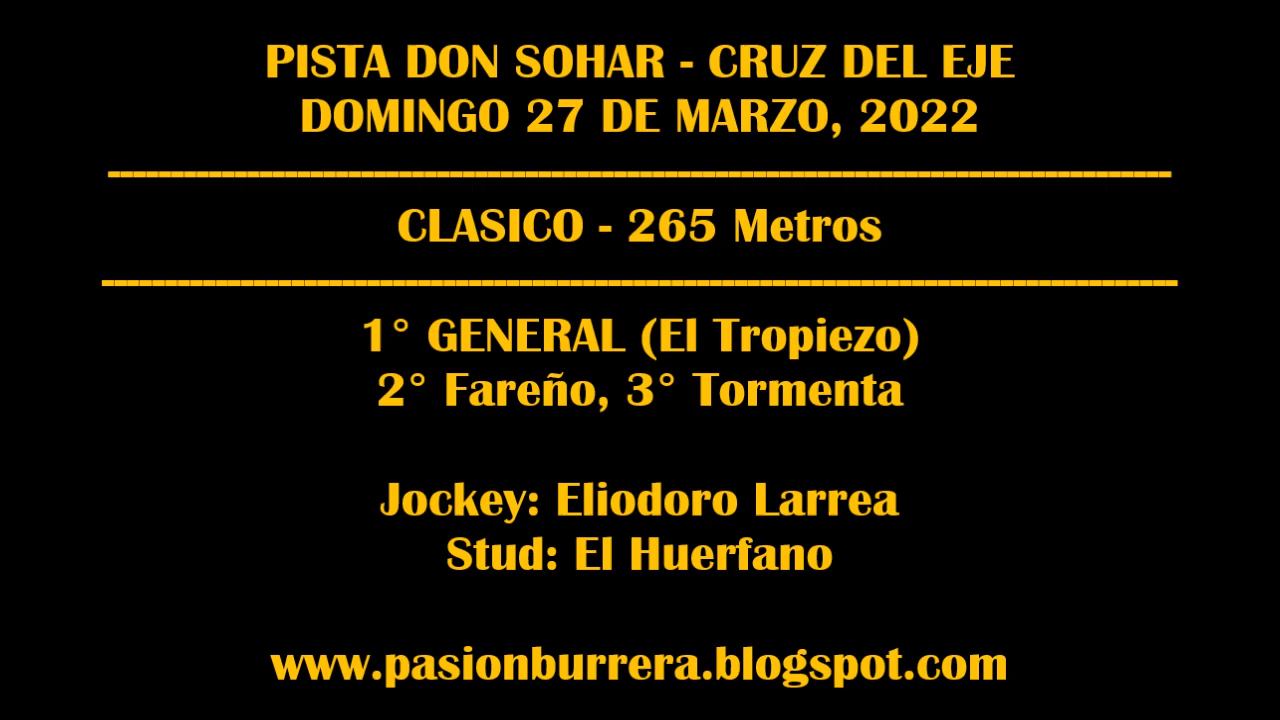 PISTA DON SOHAR - CRUZ DEL EJE
DOMINGO 27 DE MARZO, 2022
CLASICO - 265 Metros
1° GENERAL (El Tropiezo)
2° Fareño, 3° Tormenta
Jockey: Eliodoro Larrea
Stud: El Huerfano
www.pasionburrera.blogspot.com